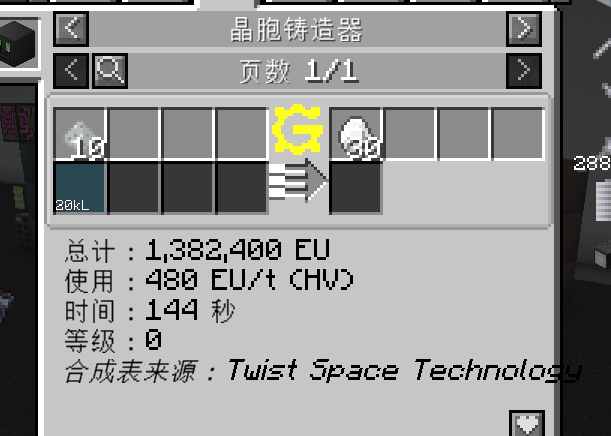 晶胞铸造器
页数 1/1
10
30
20kL
288
总计：1,382,400 EU
使用：480 EU/t (HV)
时间：144 秒
等级：0
合成表来源：Twist Space Technology